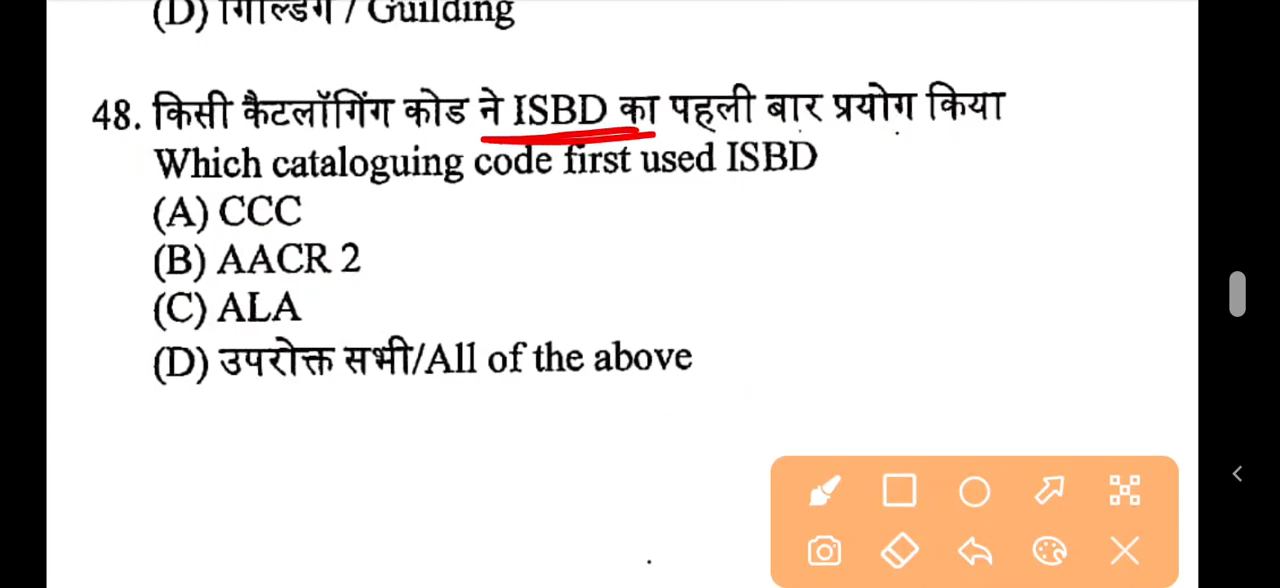 (D) गिल्डिंग / Guilding
48. किसी कैटलॉगिंग कोड ने ISBD का पहली बार प्रयोग किया
Which cataloguing code first used ISBD
(A) CCC
(B) AACR 2
(C) ALA
(D) उपरोक्त सभी/All of the above